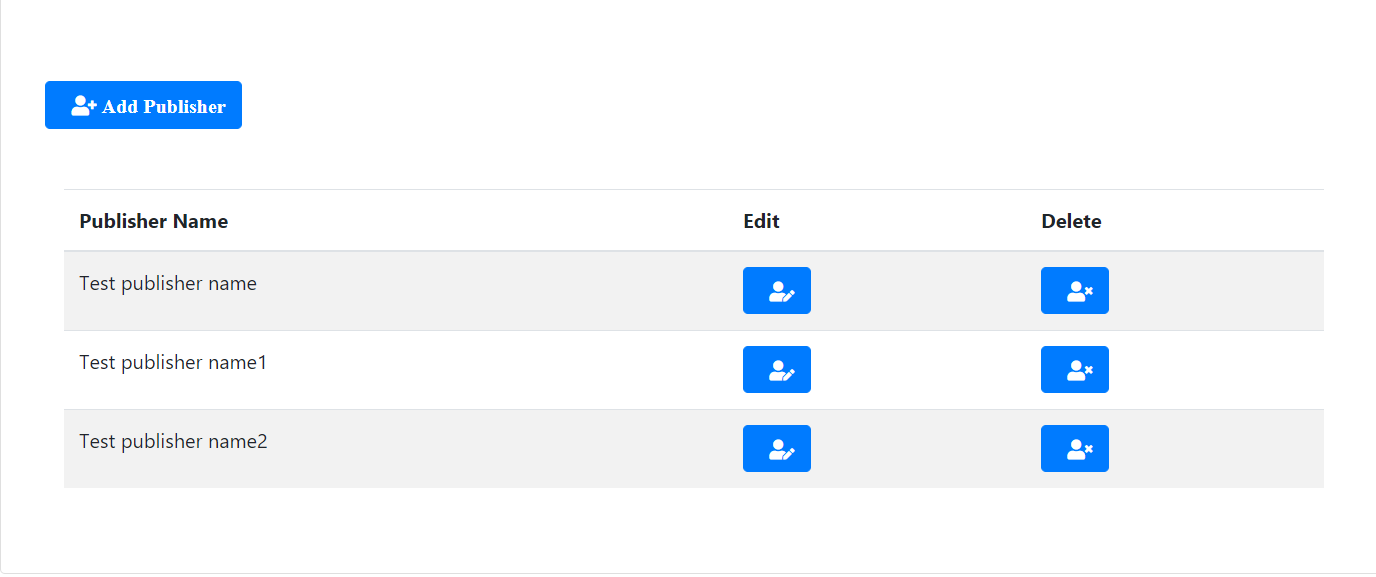 Add Publisher
Publisher Name Edit Delete
Test publisher name
Test publisher name1
Test publisher name2